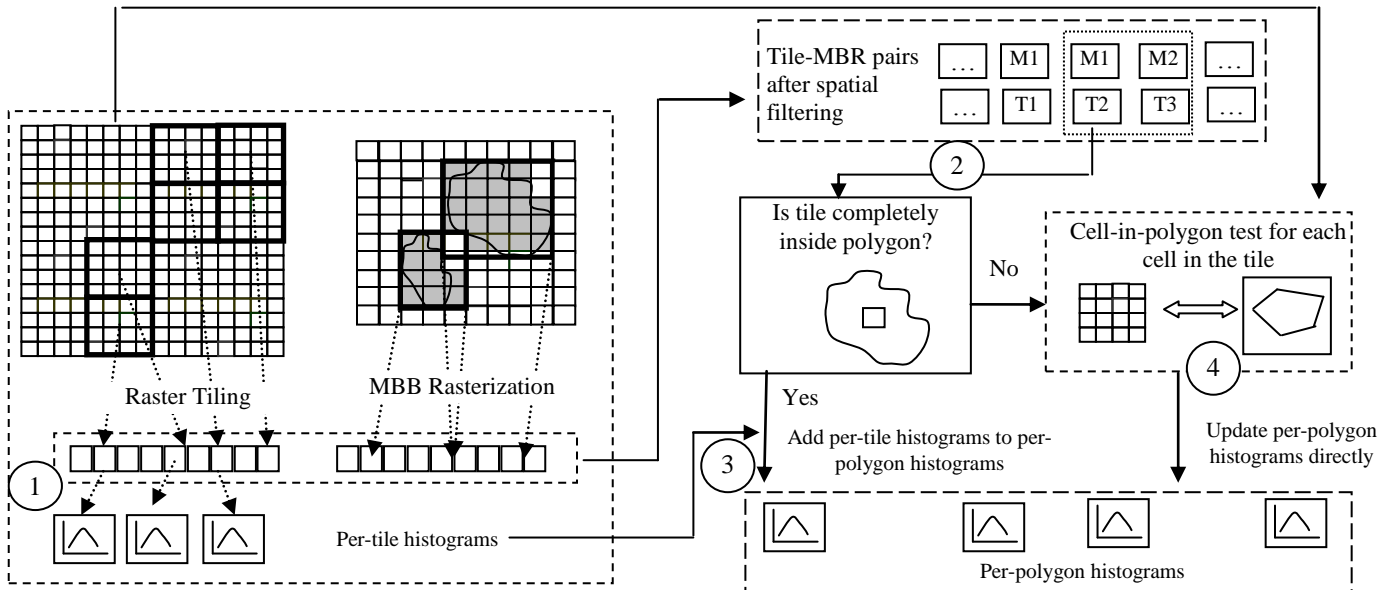 Tile-MBR pairs
after spatial
filtering
... M1 M1 M2 ...
... T1 T2 T3 ...
2
Is tile completely
inside polygon?
No
Cell-in-polygon test for each
cell in the tile
4
Raster Tiling
MBB Rasterization
1
Per-tile histograms
Yes
3
Add per-tile histograms to per-
polygon histograms
Update per-polygon
histograms directly
Per-polygon histograms